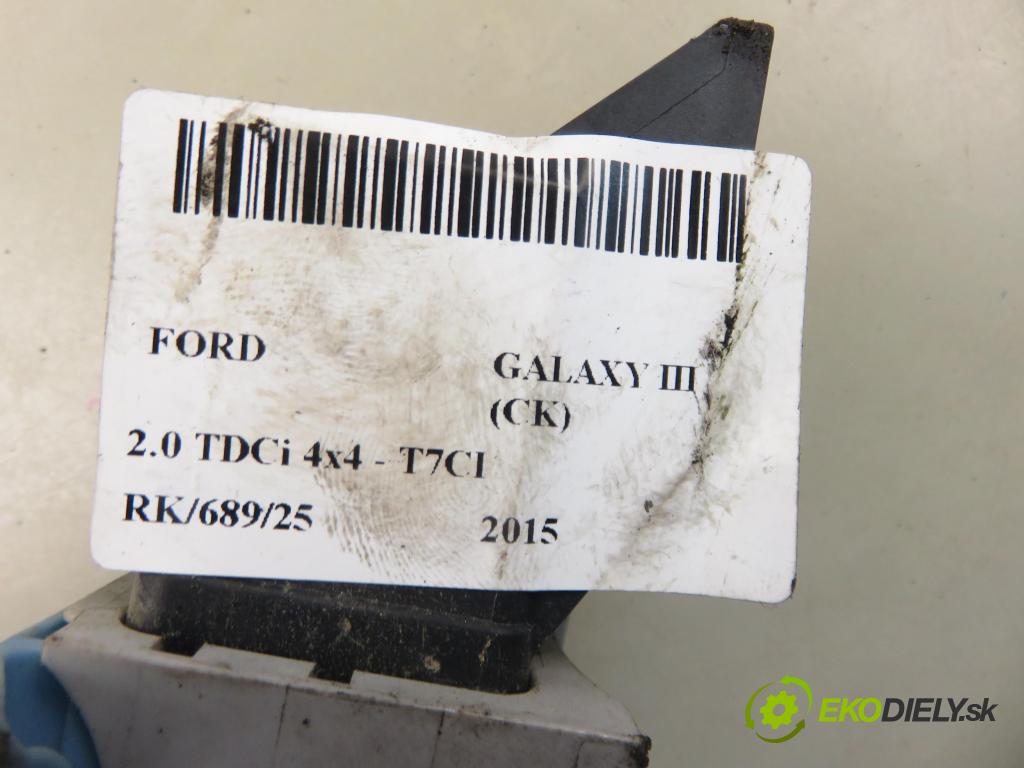 FORD
GALAXY III
(CK)
2.0 TDCi 4x4 - T7CI
RK/689/25
2015
EKODIELY.sk